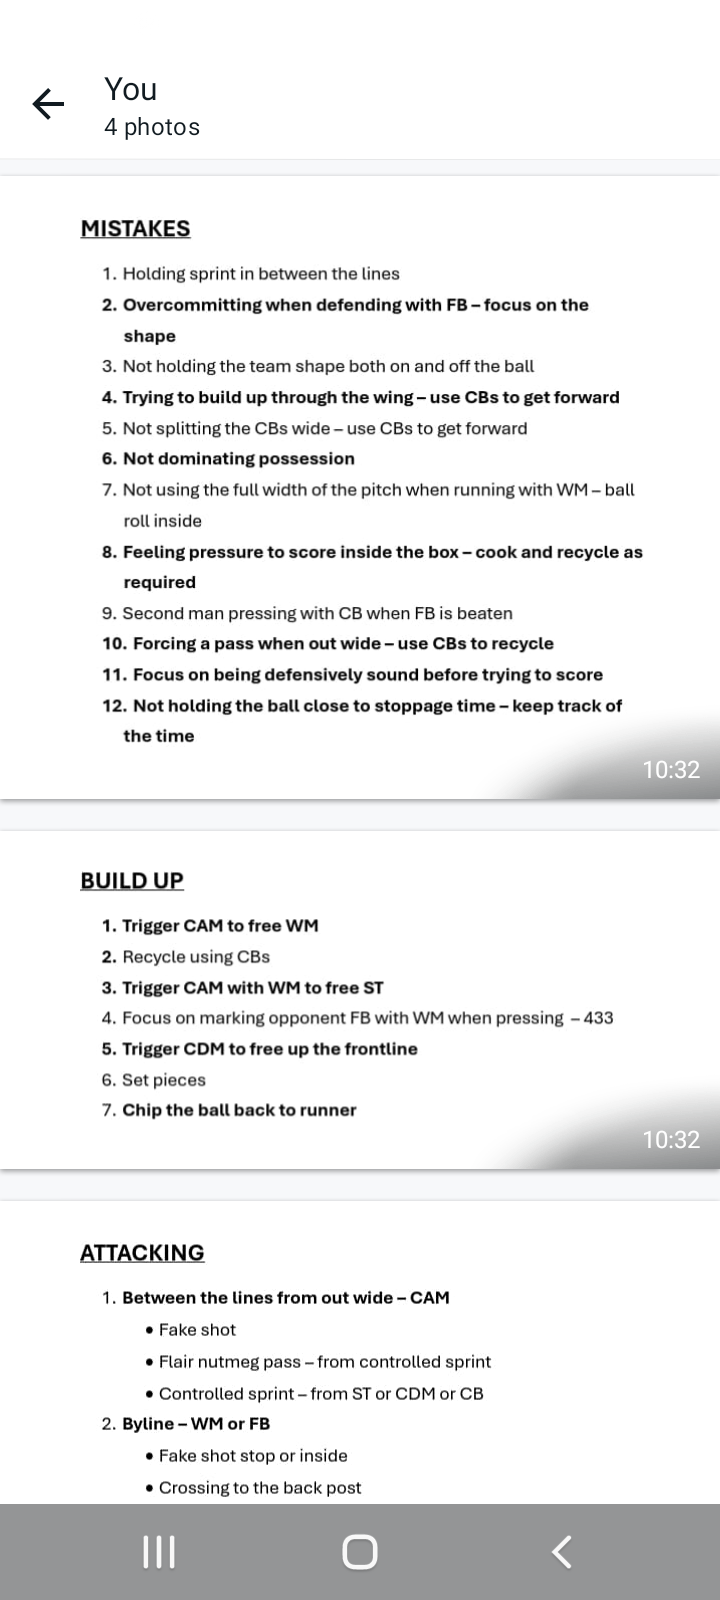 You
4 photos
MISTAKES
1. Holding sprint in between the lines
2. Overcommitting when defending with FB – focus on the
shape
3. Not holding the team shape both on and off the ball
4. Trying to build up through the wing – use CBs to get forward
5. Not splitting the CBs wide – use CBs to get forward
6. Not dominating possession
7. Not using the full width of the pitch when running with WM – ball
roll inside
8. Feeling pressure to score inside the box – cook and recycle as
required
9. Second man pressing with CB when FB is beaten
10. Forcing a pass when out wide – use CBs to recycle
11. Focus on being defensively sound before trying to score
12. Not holding the ball close to stoppage time – keep track of
the time
10:32
BUILD UP
1. Trigger CAM to free WM
2. Recycle using CBs
3. Trigger CAM with WM to free ST
4. Focus on marking opponent FB with WM when pressing – 433
5. Trigger CDM to free up the frontline
6. Set pieces
7. Chip the ball back to runner
10:32
ATTACKING
1. Between the lines from out wide – CAM
• Fake shot
• Flair nutmeg pass – from controlled sprint
• Controlled sprint – from ST or CDM or CB
2. Byline – WM or FB
• Fake shot stop or inside
• Crossing to the back post